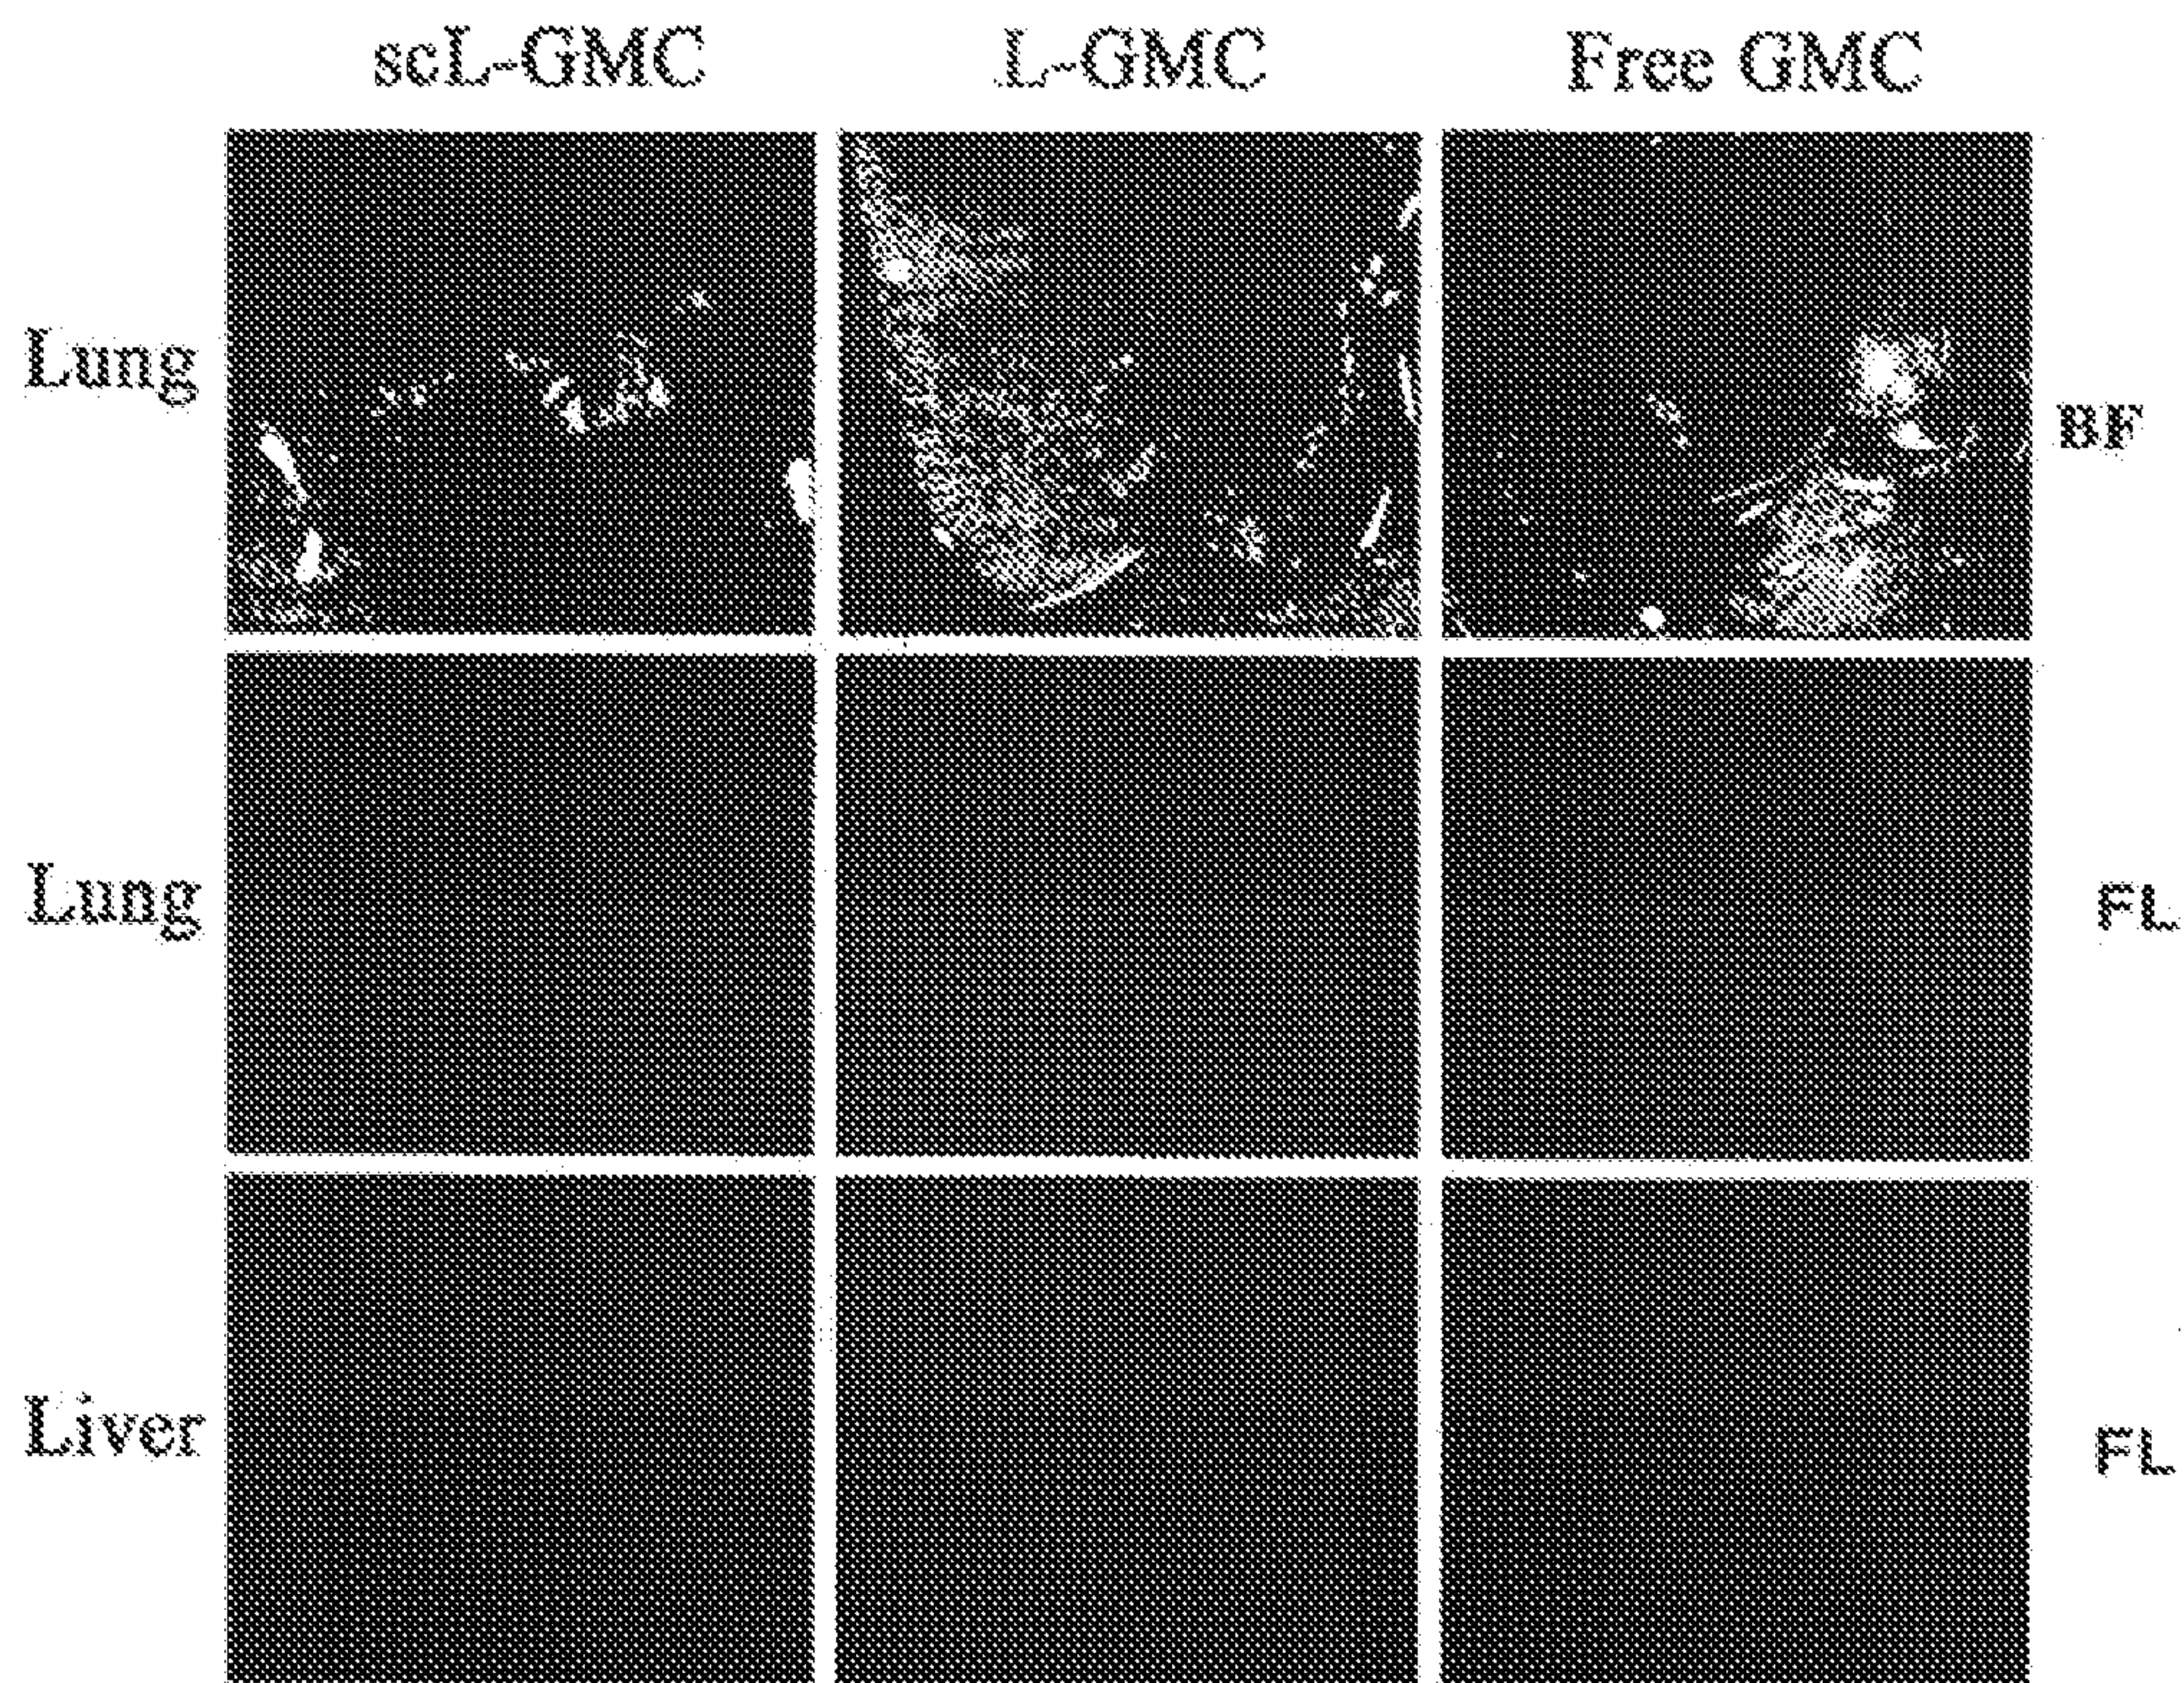 scL-GMC L-GMC Free GMC
Lung BF
Lung FL
Liver FL